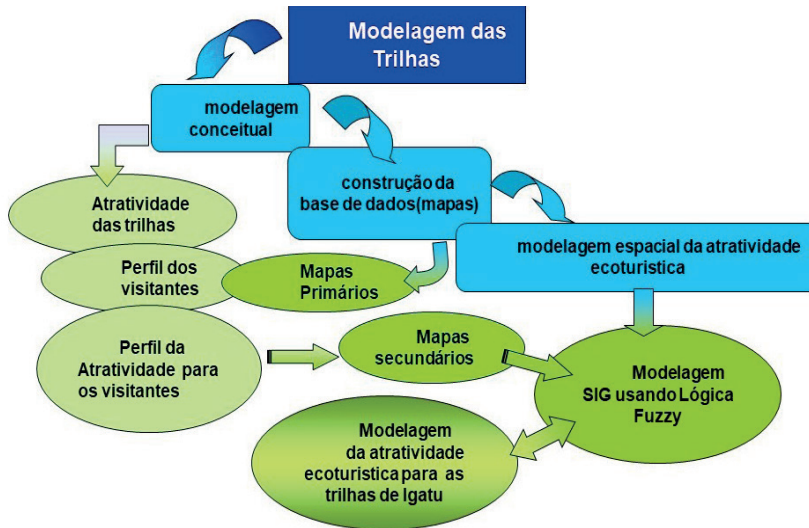 Modelagem das
Trilhas
modelagem
conceitual
construção da
base de dados(mapas)
modelagem espacial da atratividade
ecoturistica
Atratividade
das trilhas
Perfil dos
visitantes
Mapas
Primários
Perfil da
Atratividade para
os visitantes
Mapas
secundários
Modelagem
SIG usando Lógica
Fuzzy
Modelagem
da atratividade
ecoturistica para as
trilhas de Igatu